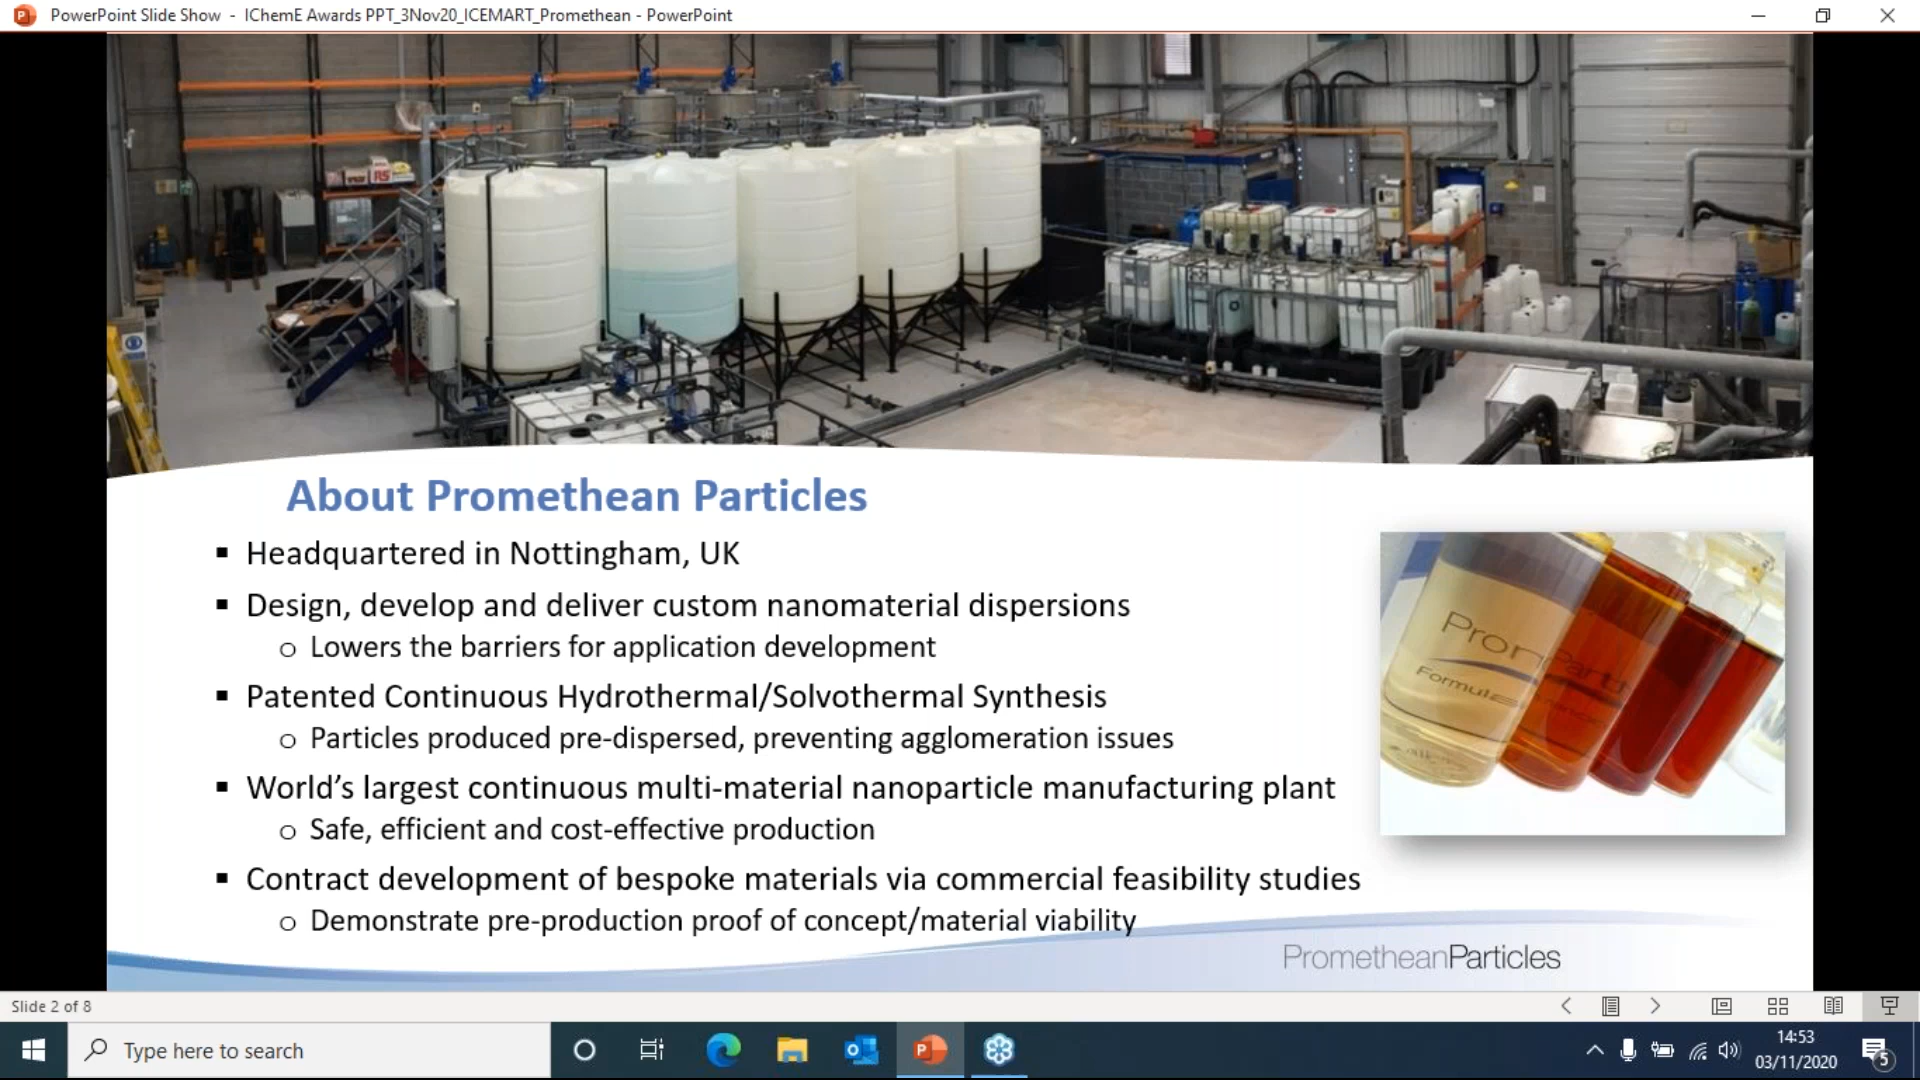 PowerPoint Slide Show - IChemE Awards PPT_3Nov20_ICEMART_Promethean - PowerPoint
RS
About Promethean Particles
▪ Headquartered in Nottingham, UK
▪ Design, develop and deliver custom nanomaterial dispersions
o Lowers the barriers for application development
▪ Patented Continuous Hydrothermal/Solvothermal Synthesis
o Particles produced pre-dispersed, preventing agglomeration issues
▪ World’s largest continuous multi-material nanoparticle manufacturing plant
o Safe, efficient and cost-effective production
▪ Contract development of bespoke materials via commercial feasibility studies
o Demonstrate pre-production proof of concept/material viability
Prom
Formul
PrometheanParticles
Slide 2 of 8
Type here to search
14:53
03/11/2020
5